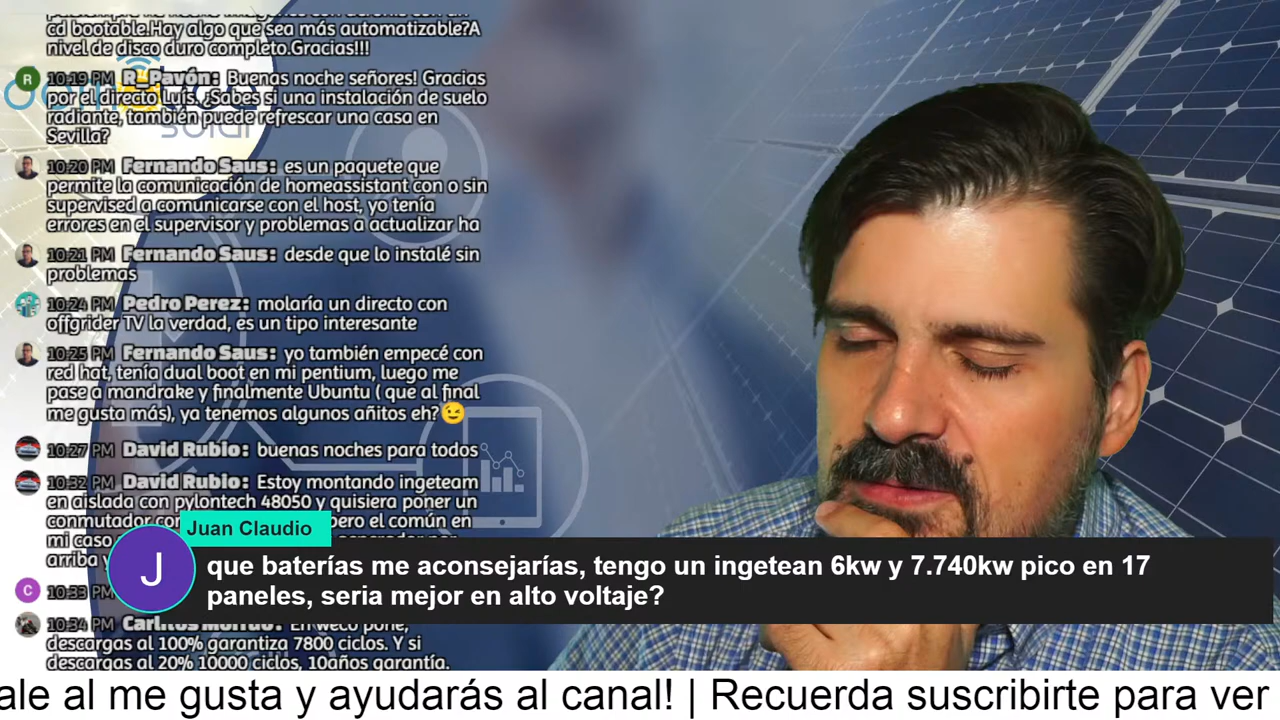 cd bootable.Hay algo que sea más automatizable?A
nivel de disco duro completo.Gracias!!!
R
10:19 PM R_Pavón: Buenas noche señores! Gracias
por el directo luís. ¿Sabes si una instalación de suelo
radiante, también puede refrescar una casa en
Sevilla?
solar
10:20 PM Fernando Saus: es un paquete que
permite la comunicación de homeassistant con o sin
supervised a comunicarse con el host, yo tenía
errores en el supervisor y problemas a actualizar ha
10:21 PM Fernando Saus: desde que lo instalé sin
problemas
10:24 PM Pedro Perez: molaría un directo con
offgrider TV la verdad, es un tipo interesante
10:25 PM Fernando Saus: yo también empecé con
red hat, tenía dual boot en mi pentium, luego me
pase a mandrake y finalmente Ubuntu ( que al final
me gusta más), ya tenemos algunos añitos eh? 😉
10:27 PM David Rubio: buenas noches para todos
10:32 PM David Rubio: Estoy montando ingeteam
en aislada con pylontech 48050 y quisiera poner un
conmutador con
pero el común en
mi caso
arriba y
Juan Claudio
J
que baterías me aconsejarías, tengo un ingetean 6kw y 7.740kw pico en 17
paneles, seria mejor en alto voltaje?
C
10:33 PM
10:34 PM
En weco pone,
descargas al 100% garantiza 7800 ciclos. Y si
descargas al 20% 10000 ciclos, 10años garantía.
ale al me gusta y ayudarás al canal! | Recuerda suscribirte para ver